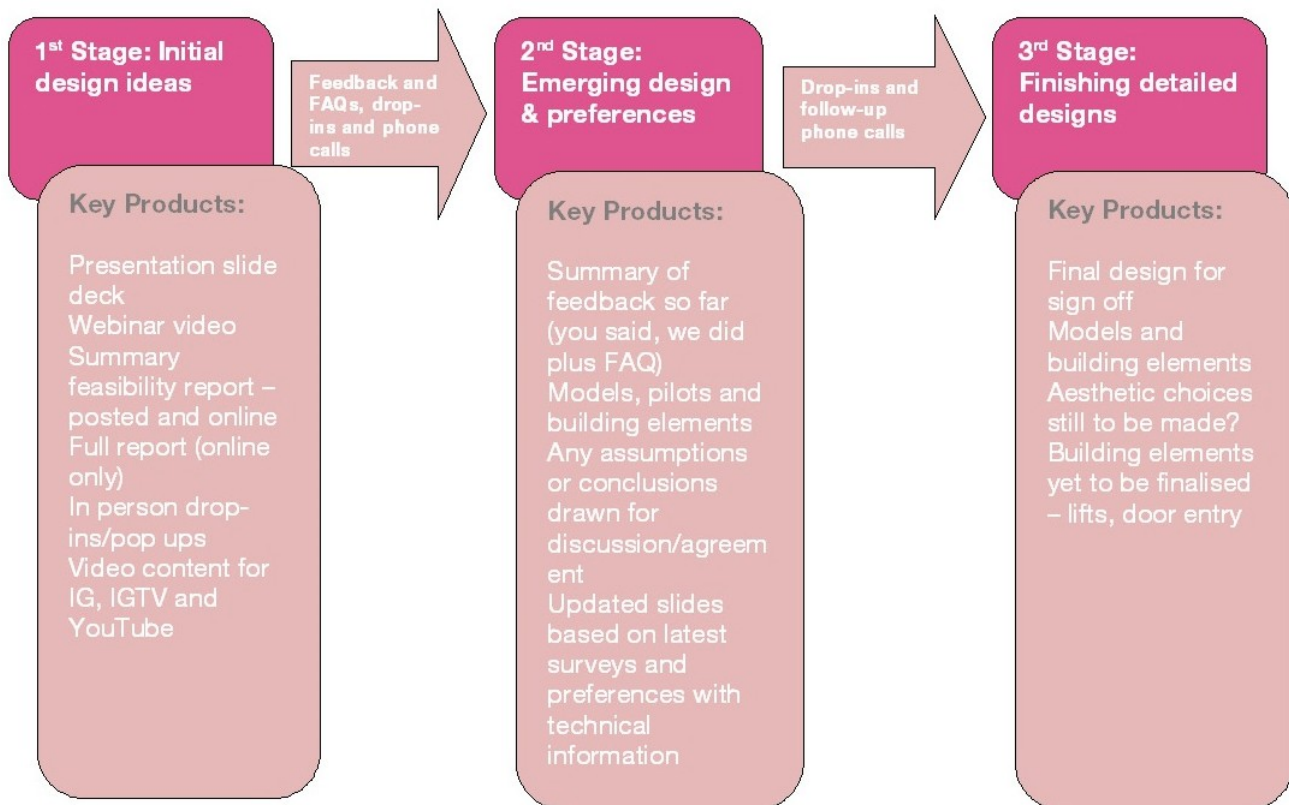 1st Stage: Initial
design ideas
Feedback and
FAQs, drop-
ins and phone
calls
2nd Stage:
Emerging design
& preferences
Drop-ins and
follow-up
phone calls
3rd Stage:
Finishing detailed
designs
Key Products:
Presentation slide
deck
Webinar video
Summary
feasibility report –
posted and online
Full report (online
only)
In person drop-
ins/pop ups
Video content for
IG, IGTV and
YouTube
Key Products:
Summary of
feedback so far
(you said, we did
plus FAQ)
Models, pilots and
building elements
Any assumptions
or conclusions
drawn for
discussion/agreem
ent
Updated slides
based on latest
surveys and
preferences with
technical
information
Key Products:
Final design for
sign off
Models and
building elements
Aesthetic choices
still to be made?
Building elements
yet to be finalised
– lifts, door entry